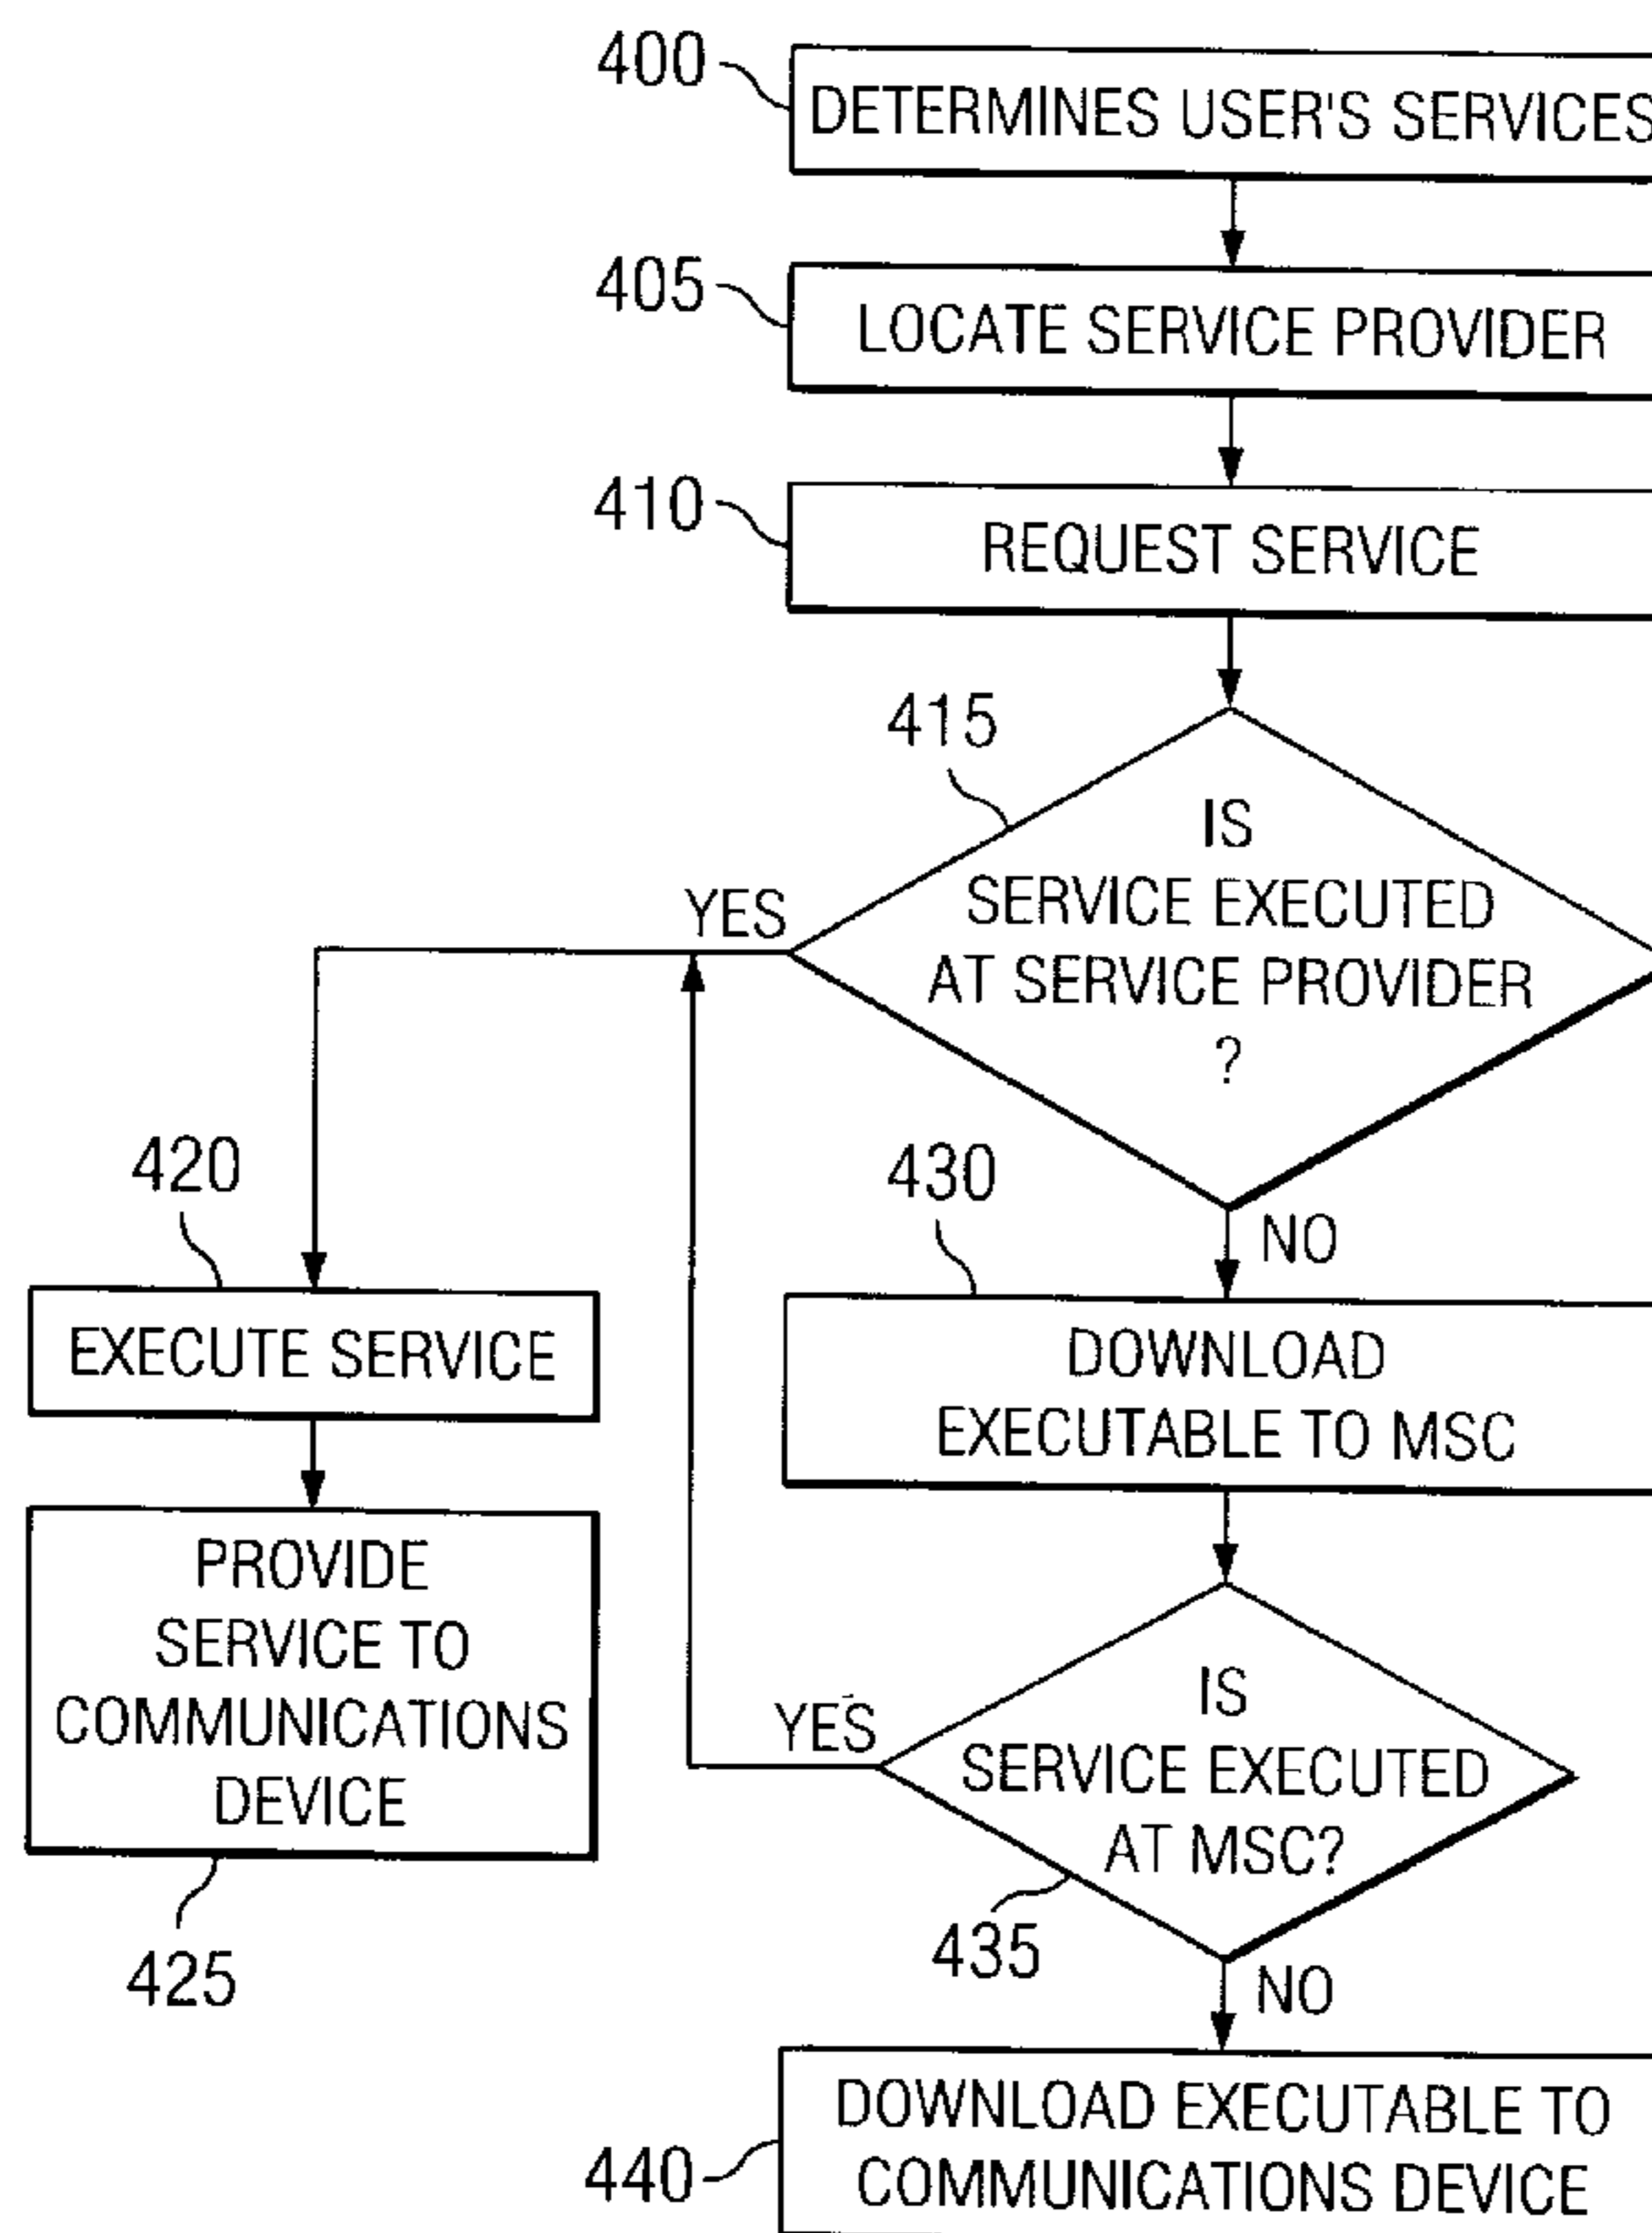 400
DETERMINES USER'S SERVICES
405
LOCATE SERVICE PROVIDER
410
REQUEST SERVICE
415
IS
SERVICE EXECUTED
AT SERVICE PROVIDER
?
YES
NO
420
EXECUTE SERVICE
PROVIDE
SERVICE TO
COMMUNICATIONS
DEVICE
425
430
DOWNLOAD
EXECUTABLE TO MSC
YES
IS
SERVICE EXECUTED
AT MSC?
435
NO
440
DOWNLOAD EXECUTABLE TO
COMMUNICATIONS DEVICE